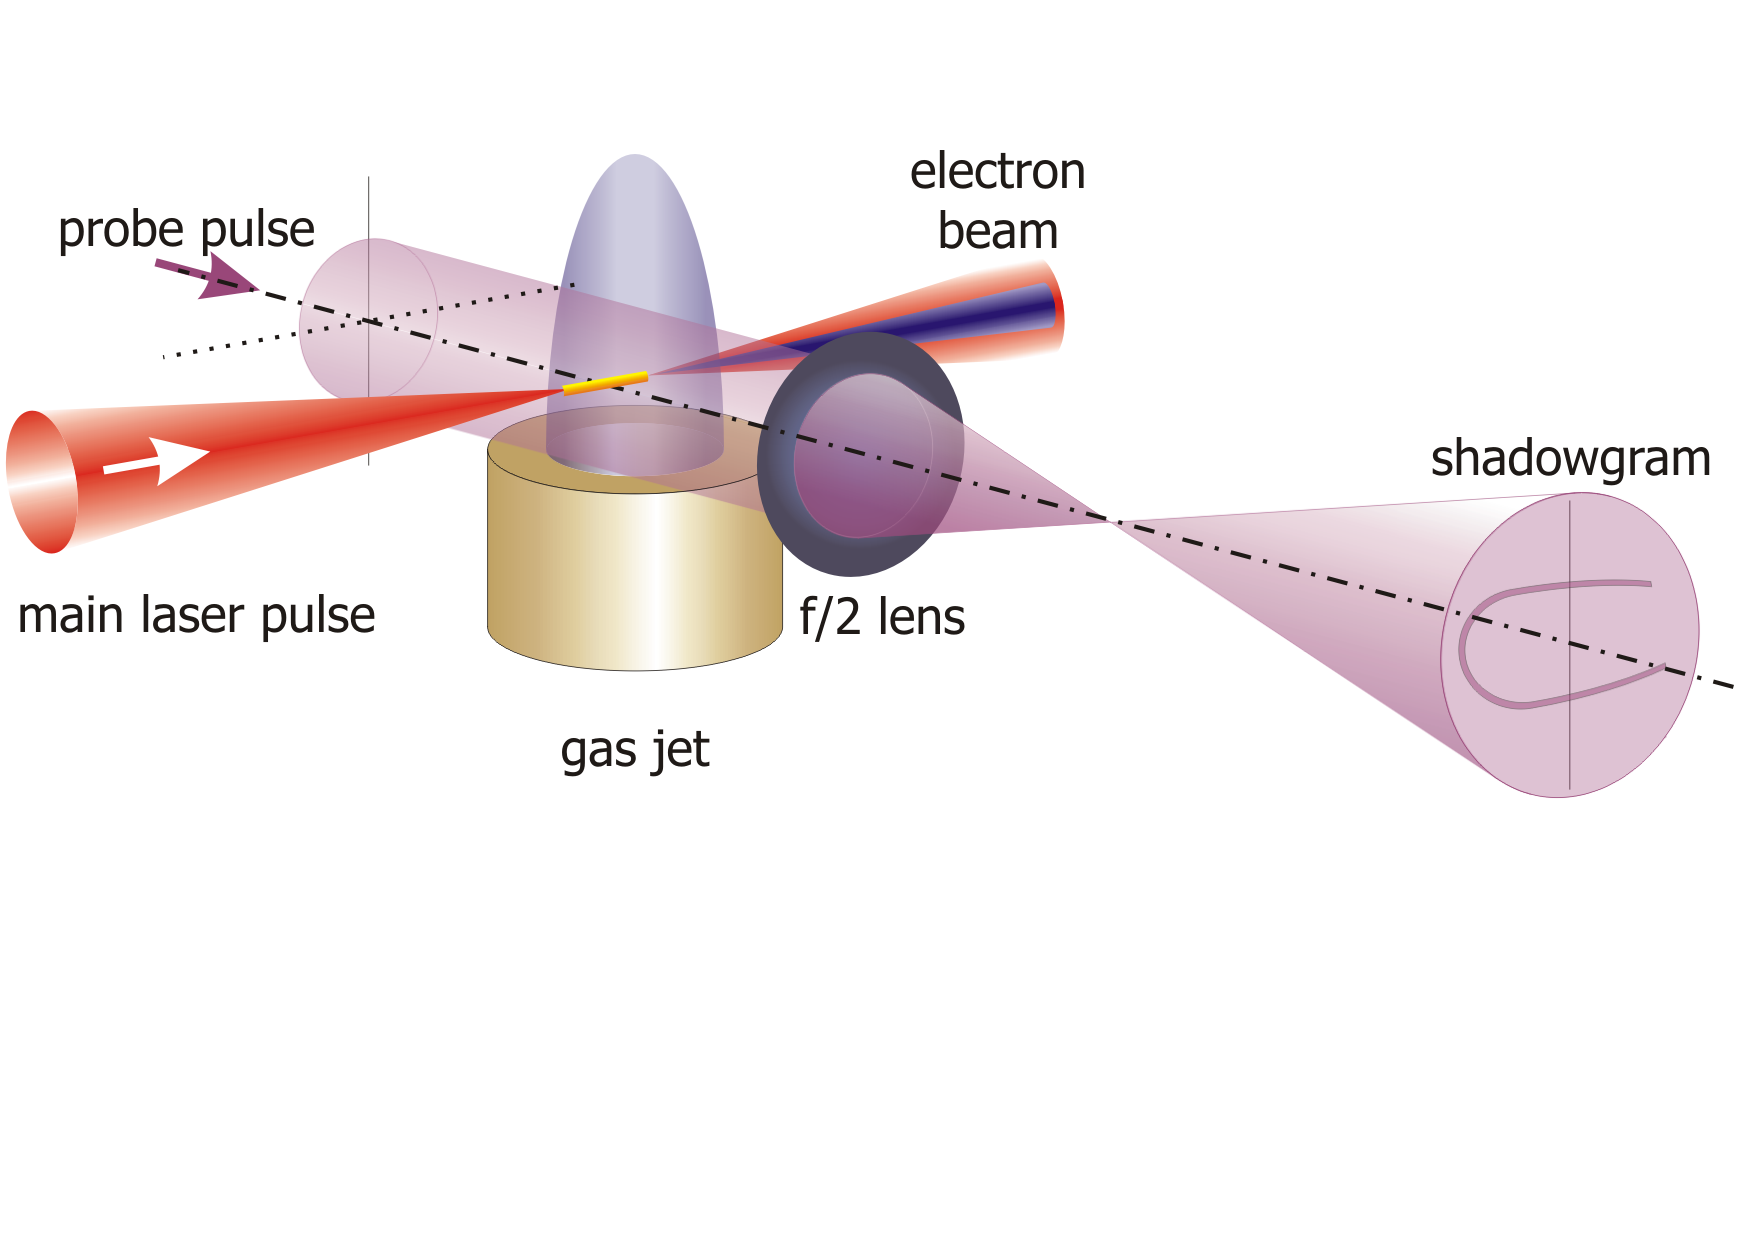 probe pulse
electron
beam
shadowgram
main laser pulse
f/2 lens
gas jet